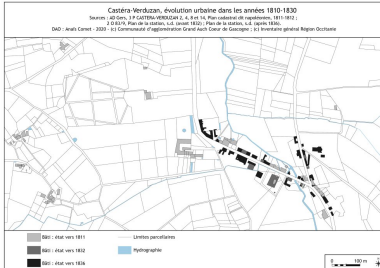 Castéra-Verduzan, évolution urbaine dans les années 1810-1830
Sources : AD Gers, 3 P CASTERA-VERDUZAN 2, 4, 8 et 14, Plan cadastral dit napoléonien, 1811-1812 ;
2 O 83/9, Plan de la station, s.d. (avant 1832) ; Plan de la station, s.d. (après 1836).
DAO : Anaïs Comet - 2020 - (c) Communauté d'agglomération Grand Auch Coeur de Gascogne ; (c) Inventaire général Région Occitanie
Bâti : état vers 1811
Limites parcellaires
Bâti : état vers 1832
Hydrographie
Bâti : état vers 1836
0 100 m